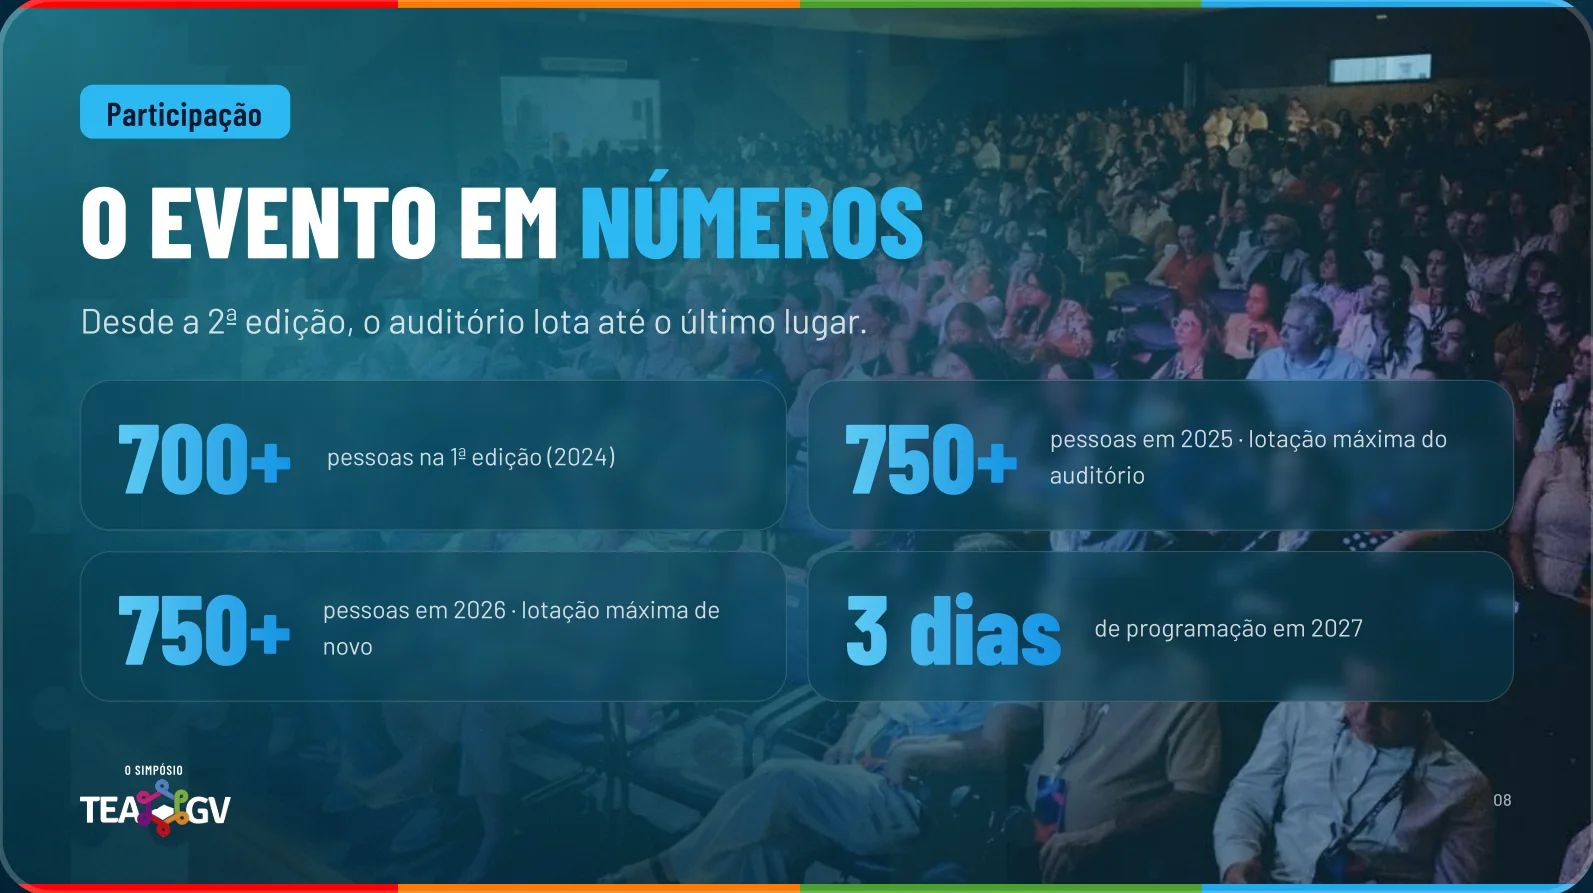 Participação
O EVENTO EM NÚMEROS
Desde a 2ª edição, o auditório lota até o último lugar.
700+
pessoas na 1ª edição (2024)
750+
pessoas em 2025 · lotação máxima do
auditório
750+
pessoas em 2026 · lotação máxima de
novo
3 dias
de programação em 2027
O SIMPÓSIO
TEA GV
08